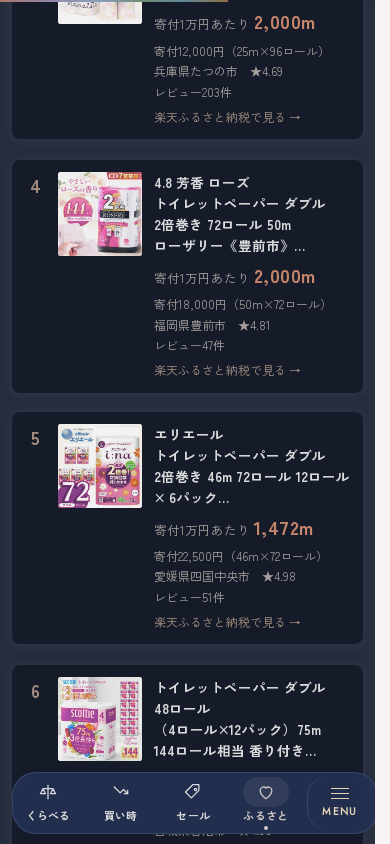 寄付1万円あたり 2,000m
寄付12,000円（25m×96ロール）
兵庫県たつの市 ★4.69
レビュー203件
楽天ふるさと納税で見る →
4
4.8 芳香 ローズ
トイレットペーパー ダブル
2倍巻き 72ロール 50m
ローザリー《豊前市》…
寄付1万円あたり 2,000m
寄付18,000円（50m×72ロール）
福岡県豊前市 ★4.81
レビュー47件
楽天ふるさと納税で見る →
5
エリエール
トイレットペーパー ダブル
2倍巻き 46m 72ロール 12ロール
× 6パック…
寄付1万円あたり 1,472m
寄付22,500円（46m×72ロール）
愛媛県四国中央市 ★4.98
レビュー51件
楽天ふるさと納税で見る →
6
トイレットペーパー ダブル
48ロール
（4ロール×12パック）75m
144ロール相当 香り付き…
くらべる
買い時
セール
ふるさと
MENU